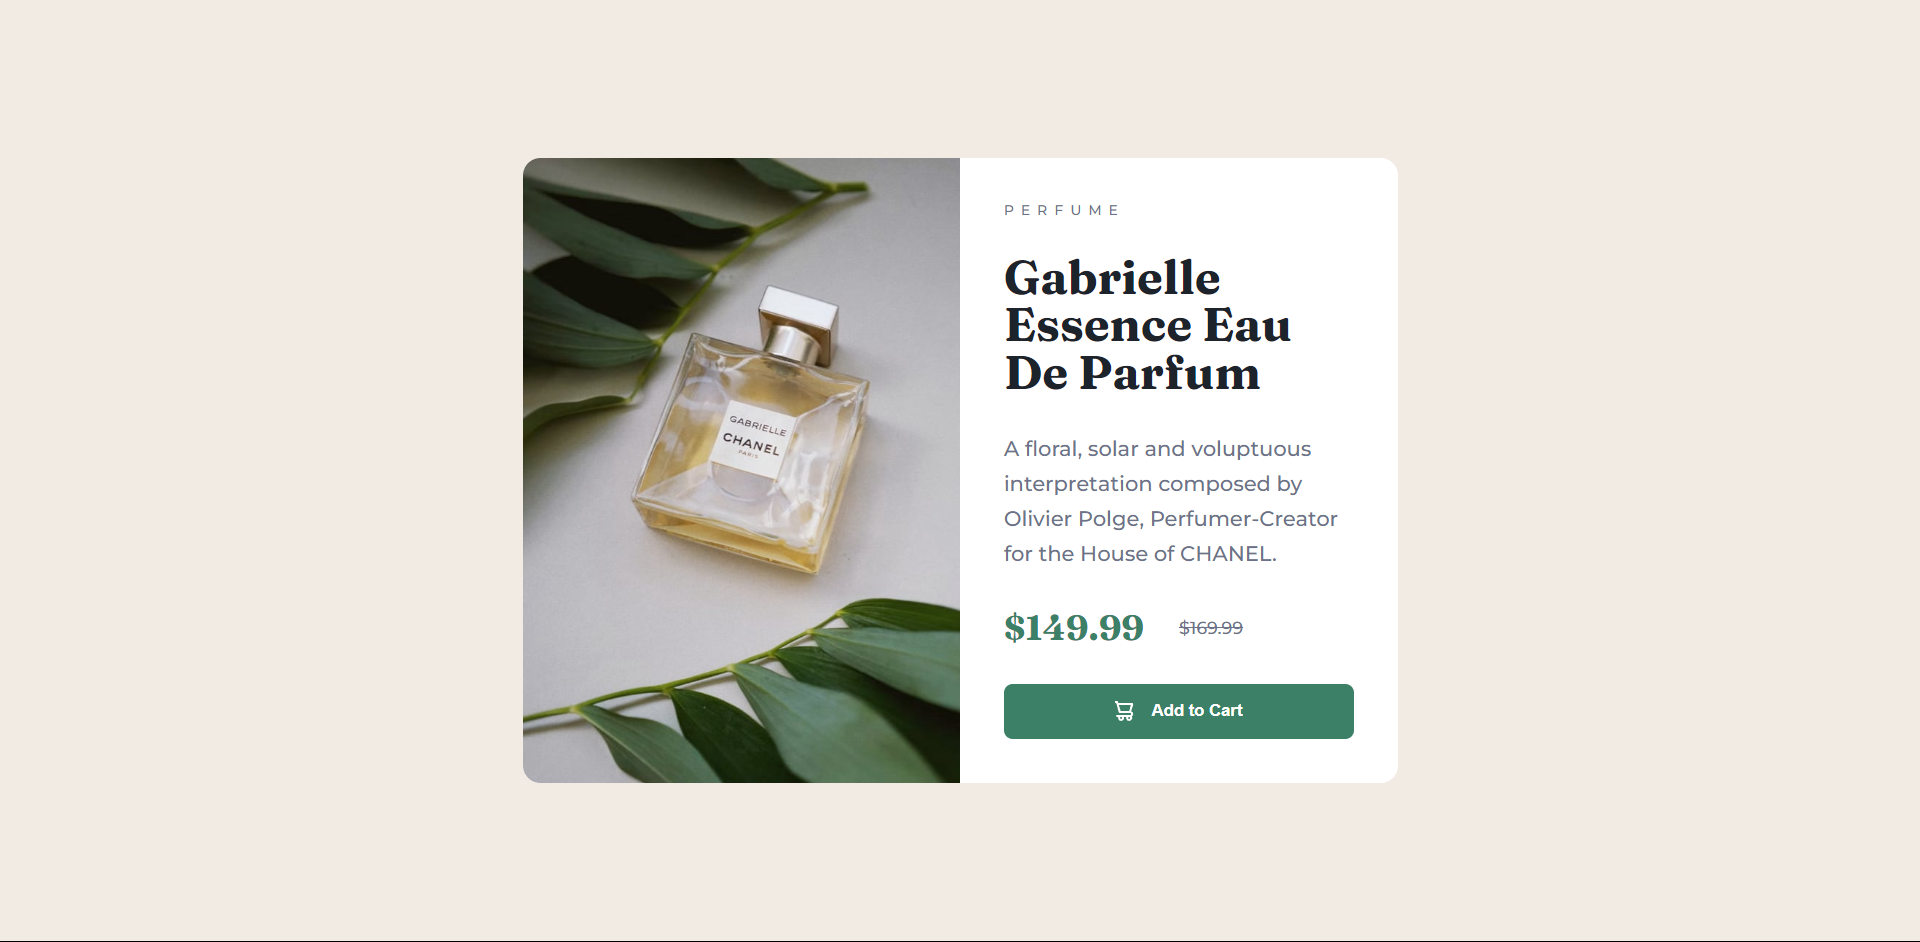 GABRIELLE
CHANEL
PARIS
PERFUME
Gabrielle
Essence Eau
De Parfum
A floral, solar and voluptuous
interpretation composed by
Olivier Polge, Perfumer-Creator
for the House of CHANEL.
$149.99 $169.99
Add to Cart